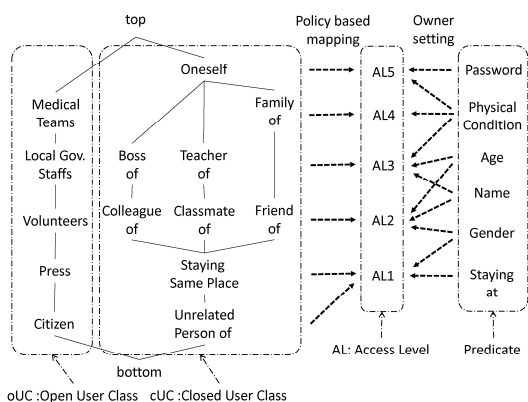 top
Policy based
mapping
Owner
setting
Oneself
Medical
Teams
Local Gov.
Staffs
Volunteers
Press
Citizen
Family
of
Boss
of
Teacher
of
Colleague
of
Classmate
of
Friend
of
Staying
Same Place
Unrelated
Person of
bottom
AL5
AL4
AL3
AL2
AL1
Password
Physical
Condition
Age
Name
Gender
Staying
at
AL: Access Level
Predicate
oUC :Open User Class
cUC :Closed User Class